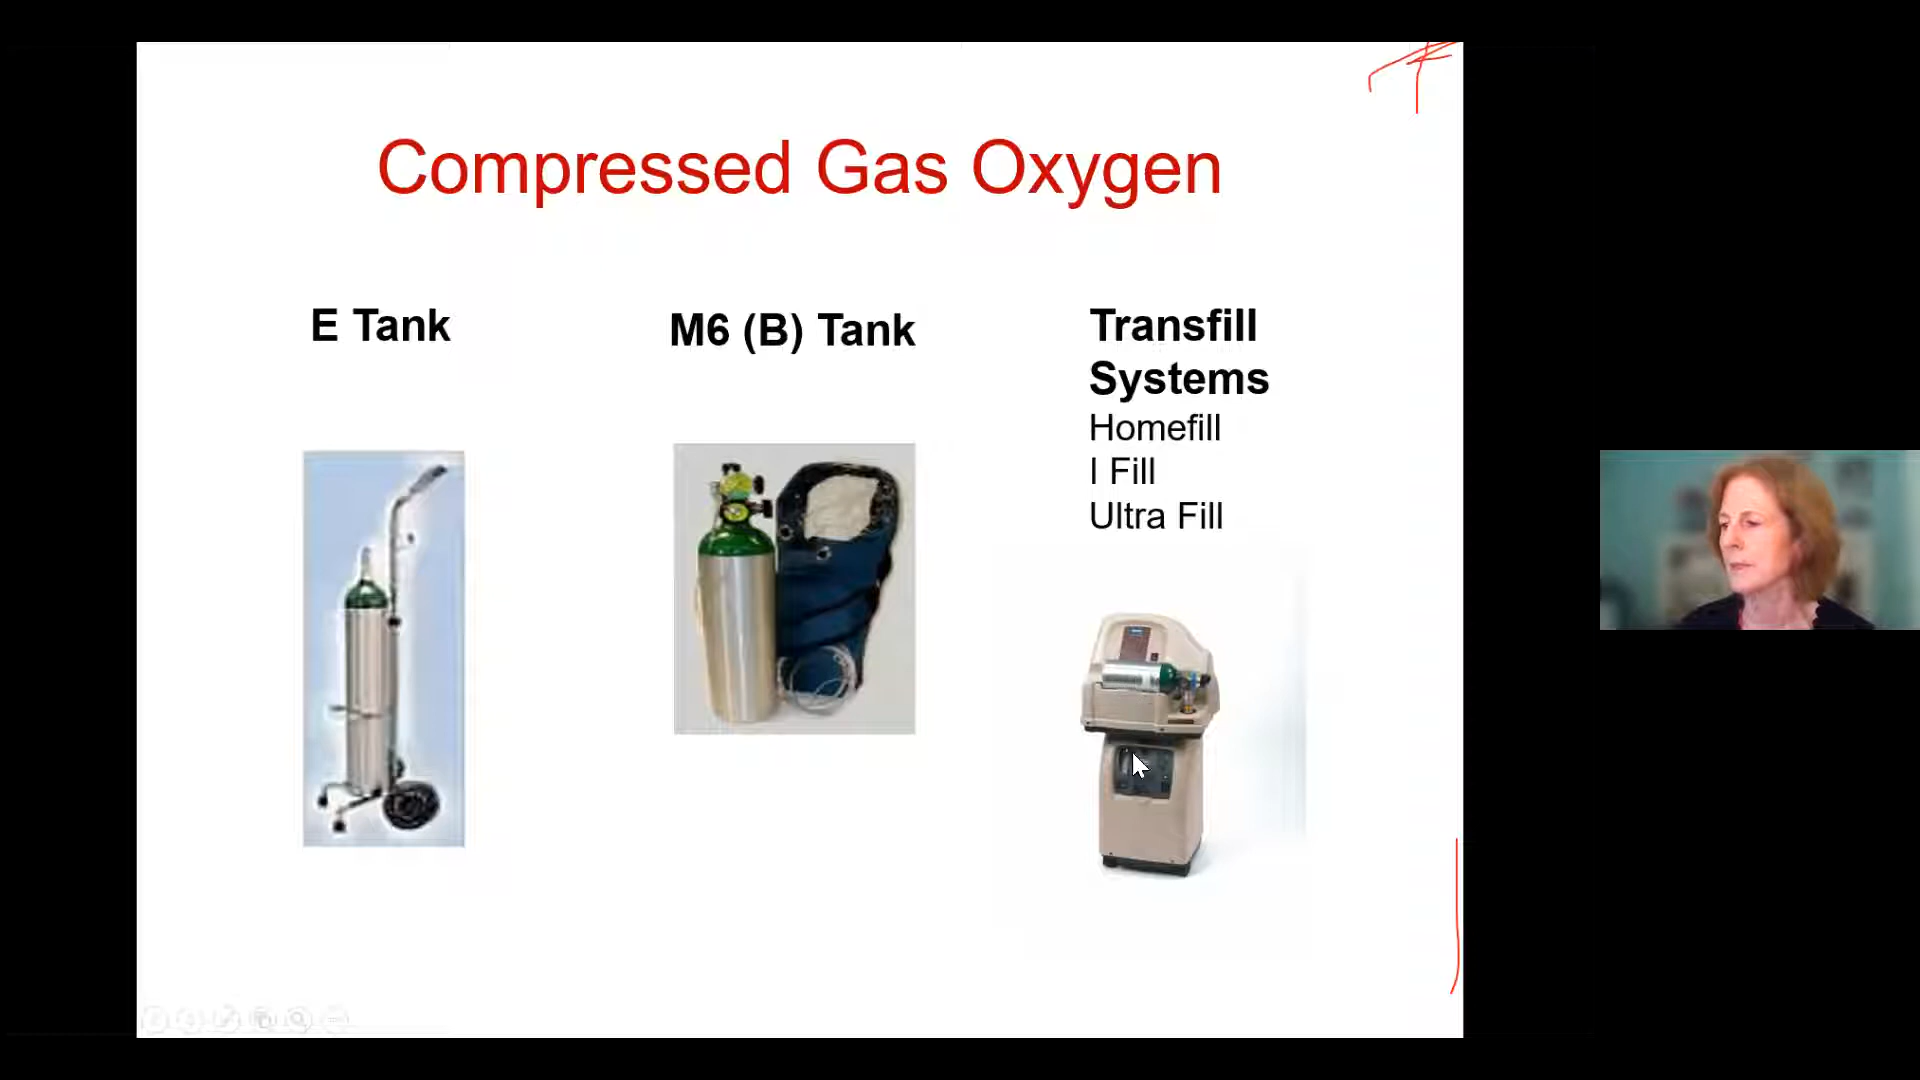 Compressed Gas Oxygen
E Tank
M6 (B) Tank
Transfill
Systems
Homefill
I Fill
Ultra Fill